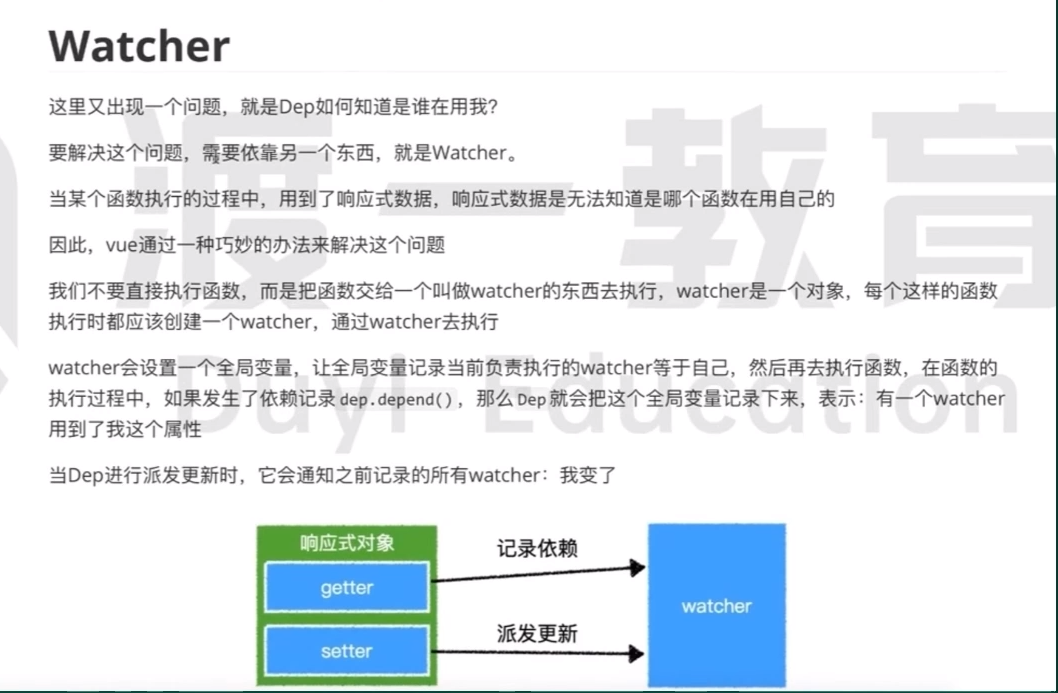 Watcher
这里又出现一个问题，就是Dep如何知道是谁在用我？
要解决这个问题，需要依靠另一个东西，就是Watcher。
当某个函数执行的过程中，用到了响应式数据，响应式数据是无法知道是哪个函数在用自己的
因此，vue通过一种巧妙的办法来解决这个问题
我们不要直接执行函数，而是把函数交给一个叫做watcher的东西去执行，watcher是一个对象，每个这样的函数
执行时都应该创建一个watcher，通过watcher去执行
watcher会设置一个全局变量，让全局变量记录当前负责执行的watcher等于自己，然后再去执行函数，在函数的
执行过程中，如果发生了依赖记录dep.depend()，那么Dep就会把这个全局变量记录下来，表示：有一个watcher
用到了我这个属性
当Dep进行派发更新时，它会通知之前记录的所有watcher：我变了
响应式对象
getter
setter
记录依赖
派发更新
watcher
渡一教育
Duyi Education